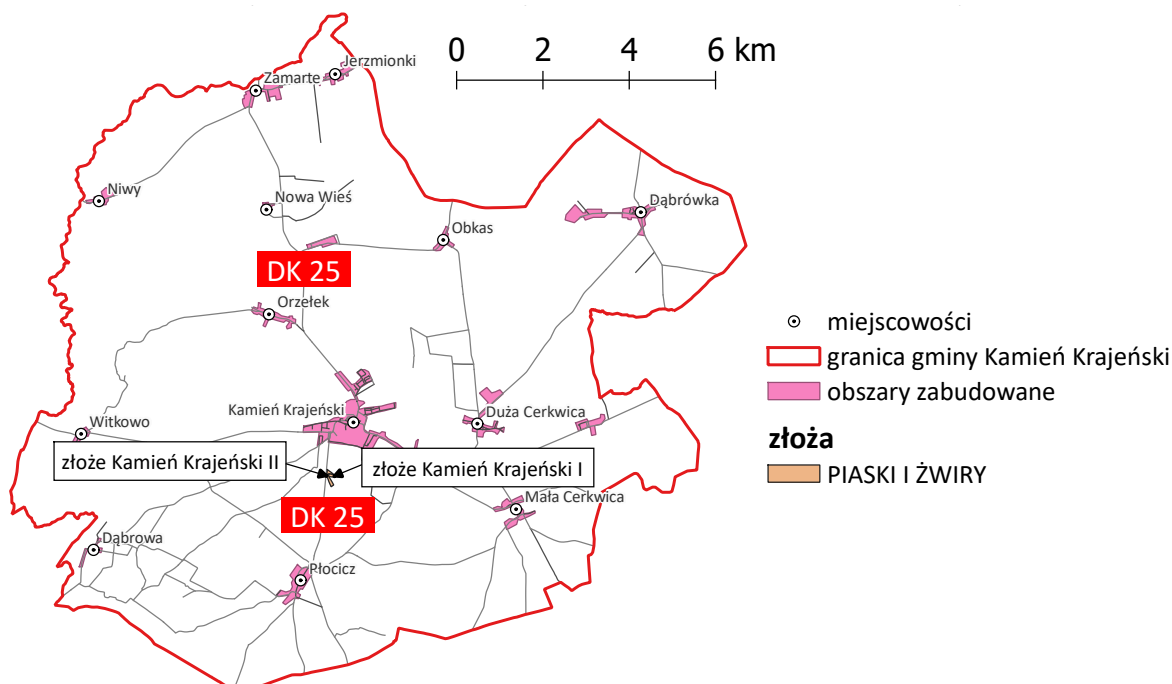 0 2 4 6 km
Jerzmionki
Zamarte
Niwy
Nowa Wieś
Dąbrówka
Obkas
DK 25
Orzełek
miejscowości
granica gminy Kamień Krajeński
obszary zabudowane
złoża
PIASKI I ŻWIRY
Kamień Krajeński
Duża Cerkwica
Witkowo
złoże Kamień Krajeński II
złoże Kamień Krajeński I
Mała Cerkwica
DK 25
Dąbrowa
Płocicz